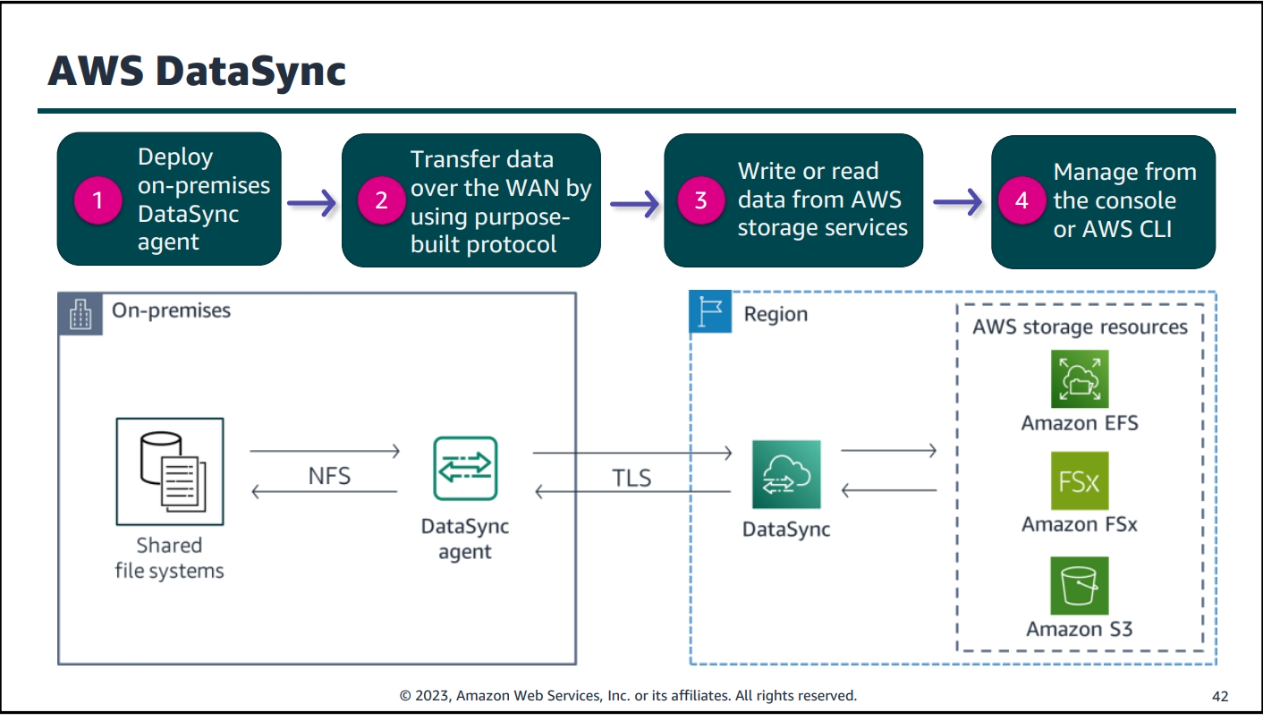 AWS DataSync
1
Deploy
on-premises
DataSync
agent
2
Transfer data
over the WAN by
using purpose-
built protocol
3
Write or read
data from AWS
storage services
4
Manage from
the console
or AWS CLI
On-premises
Shared
file systems
NFS
DataSync
agent
TLS
Region
DataSync
AWS storage resources
Amazon EFS
FSx
Amazon FSx
Amazon S3
© 2023, Amazon Web Services, Inc. or its affiliates. All rights reserved.
42